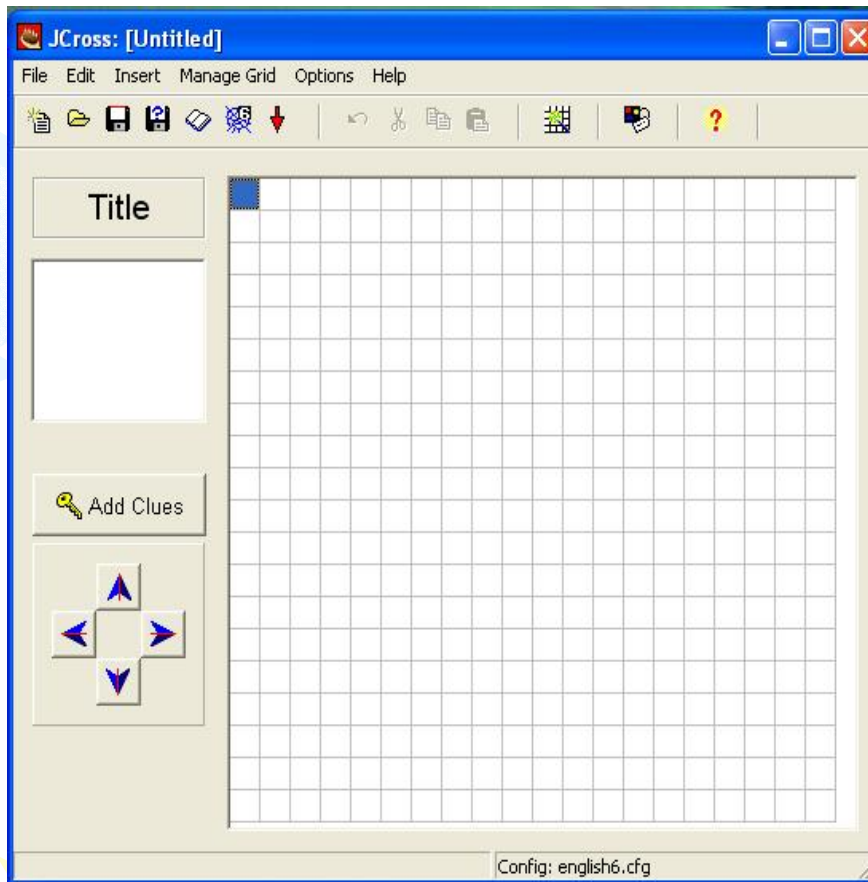 JCross: [Untitled]
File Edit Insert Manage Grid Options Help
Title
Add Clues
Config: english6.cfg